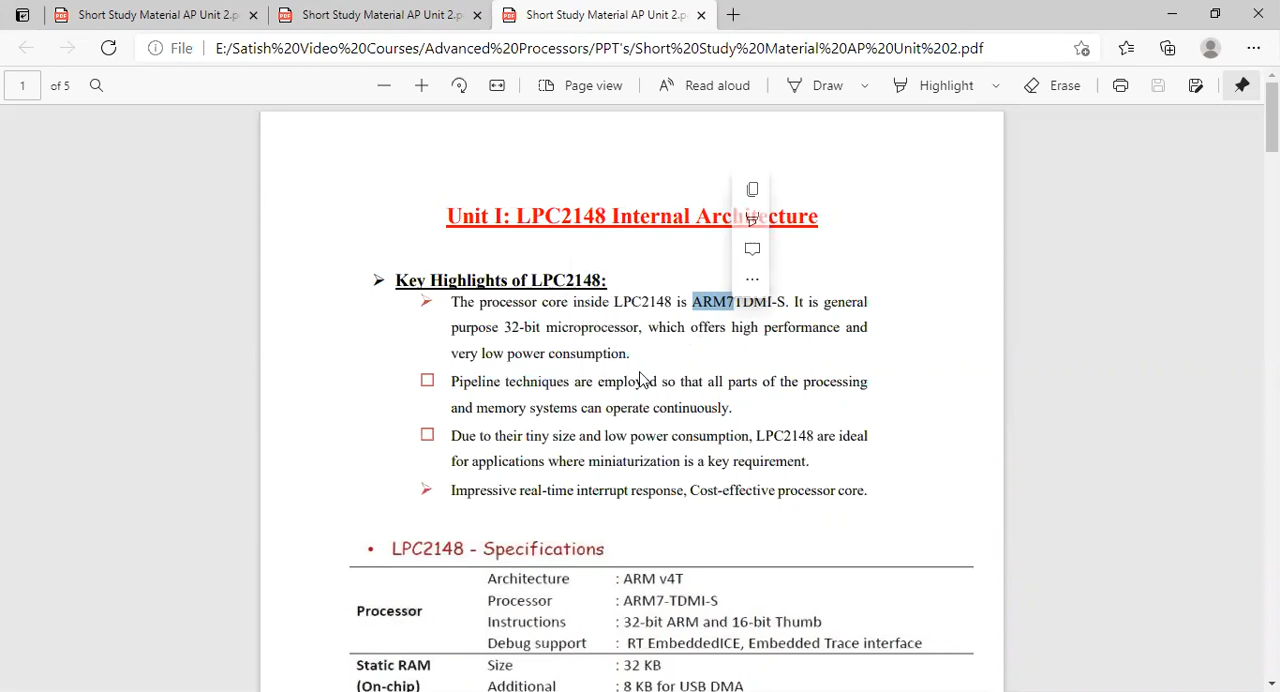 Short Study Material AP Unit 2.p
Short Study Material AP Unit 2.p
Short Study Material AP Unit 2.p
File
E:/Satish%20Video%20Courses/Advanced%20Processors/PPT's/Short%20Study%20Material%20AP%20Unit%202.pdf
1 of 5
Page view
Read aloud
Draw
Highlight
Erase
Unit I: LPC2148 Internal Architecture
Key Highlights of LPC2148:
The processor core inside LPC2148 is ARM7TDMI-S. It is general
purpose 32-bit microprocessor, which offers high performance and
very low power consumption.
Pipeline techniques are employed so that all parts of the processing
and memory systems can operate continuously.
Due to their tiny size and low power consumption, LPC2148 are ideal
for applications where miniaturization is a key requirement.
Impressive real-time interrupt response, Cost-effective processor core.
• LPC2148 - Specifications
Architecture : ARM v4T
Processor : ARM7-TDMI-S
Processor
Instructions : 32-bit ARM and 16-bit Thumb
Debug support : RT EmbeddedICE, Embedded Trace interface
Static RAM Size : 32 KB
(On-chip) Additional : 8 KB for USB DMA